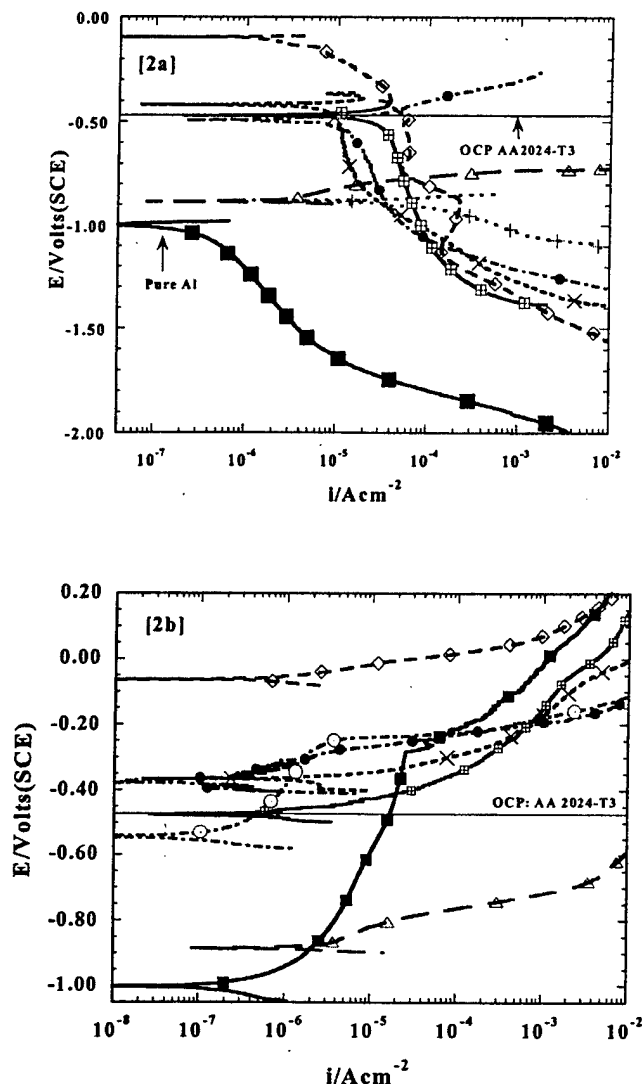 0.00
[2a]
-0.50
OCP AA2024-T3
-1.00
Pure Al
-1.50
-2.00
E/Volts(SCE)
10-7 10-6 10-5 10-4 10-3 10-2
i/Acm-2
0.20
[2b]
0.00
-0.20
-0.40
OCP: AA 2024-T3
-0.60
-0.80
-1.00
E/Volts(SCE)
10-8 10-7 10-6 10-5 10-4 10-3 10-2
i/Acm-2